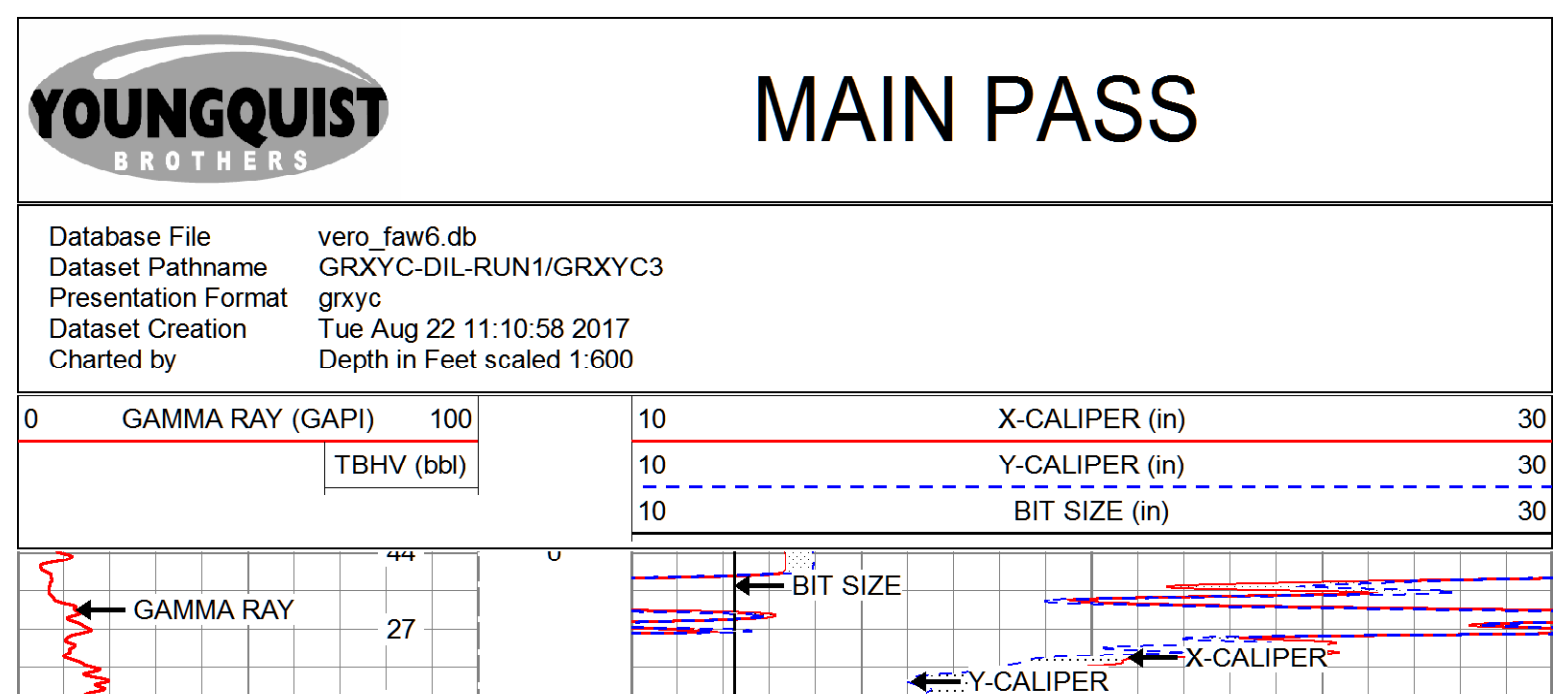 YOUNGQUIST
BROTHERS
MAIN PASS
Database File vero_faw6.db
Dataset Pathname GRXYC-DIL-RUN1/GRXYC3
Presentation Format grxyc
Dataset Creation Tue Aug 22 11:10:58 2017
Charted by Depth in Feet scaled 1:600
0 GAMMA RAY (GAPI) 100
TBHV (bbl)
10 X-CALIPER (in) 30
10 Y-CALIPER (in) 30
10 BIT SIZE (in) 30
44 0
BIT SIZE
GAMMA RAY
27
X-CALIPER
Y-CALIPER